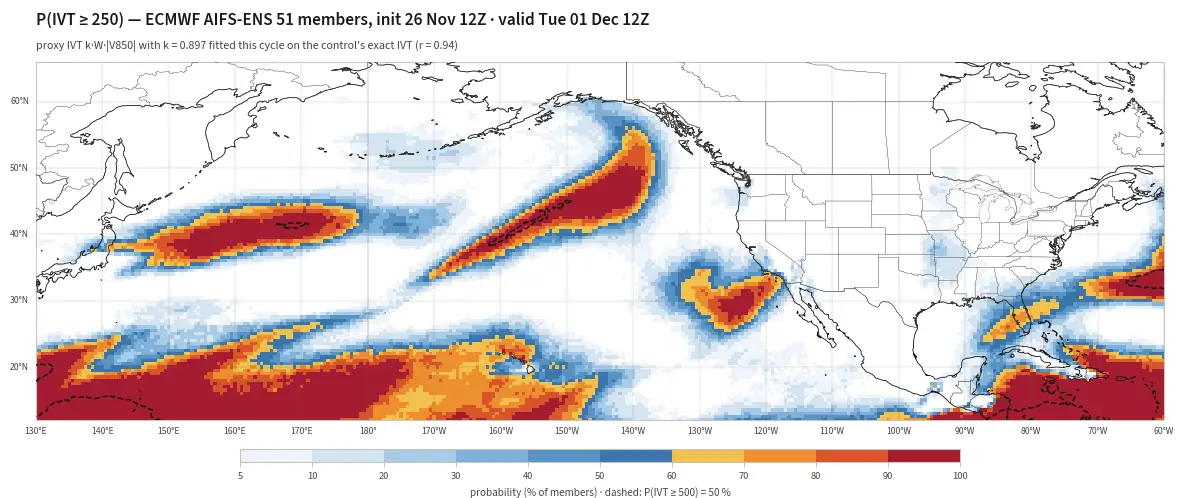 P(IVT ≥ 250) — ECMWF AIFS-ENS 51 members, init 26 Nov 12Z · valid Tue 01 Dec 12Z
proxy IVT k·W·|V850| with k = 0.897 fitted this cycle on the control's exact IVT (r = 0.94)
60°N
50°N
40°N
30°N
20°N
130°E 140°E 150°E 160°E 170°E 180° 170°W 160°W 150°W 140°W 130°W 120°W 110°W 100°W 90°W 80°W 70°W 60°W
5 10 20 30 40 50 60 70 80 90 100
probability (% of members) · dashed: P(IVT ≥ 500) = 50 %